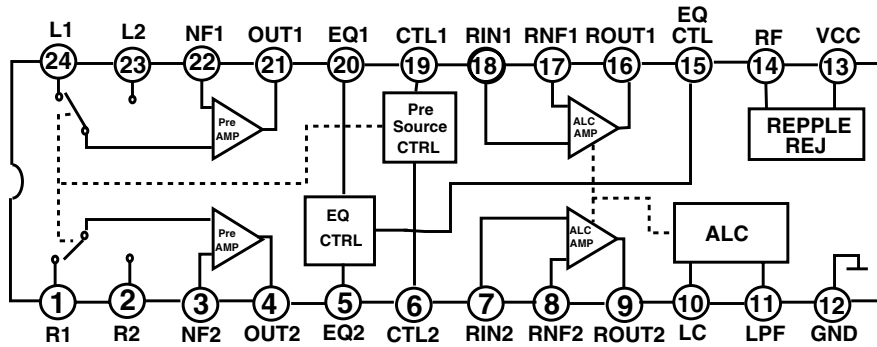 L1 L2 NF1 OUT1 EQ1 CTL1 RIN1 RNF1 ROUT1 EQ CTL RF VCC
24 23 22 21 20 19 18 17 16 15 14 13
Pre AMP
Pre Source CTRL
ALC AMP
REPPLE REJ
Pre AMP
EQ CTRL
ALC AMP
ALC
1 2 3 4 5 6 7 8 9 10 11 12
R1 R2 NF2 OUT2 EQ2 CTL2 RIN2 RNF2 ROUT2 LC LPF GND